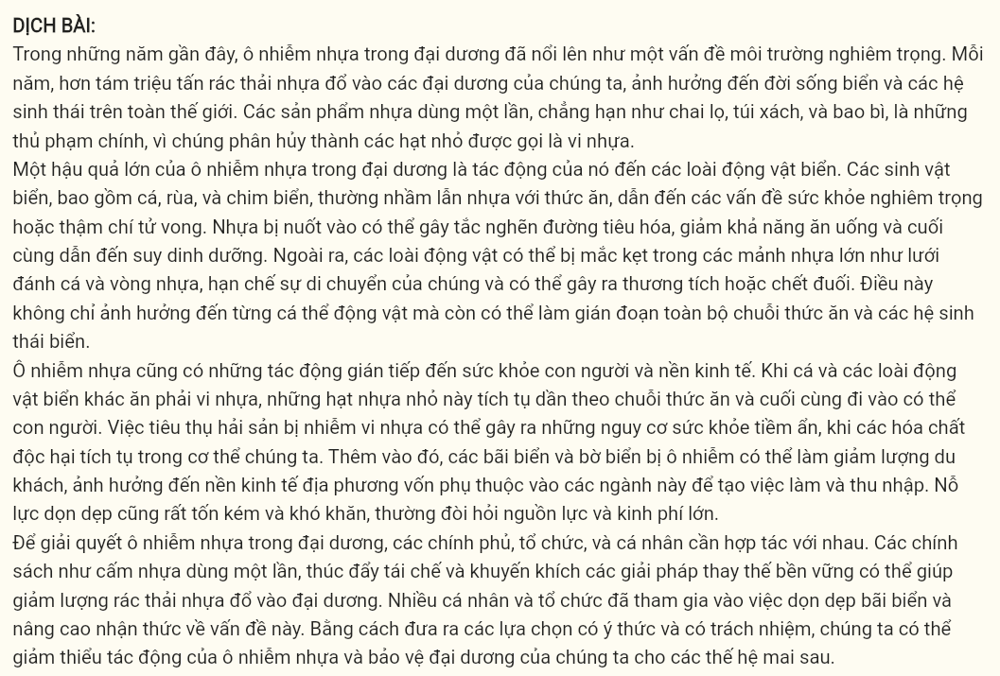 DỊCH BÀI:
Trong những năm gần đây, ô nhiễm nhựa trong đại dương đã nổi lên như một vấn đề môi trường nghiêm trọng. Mỗi
năm, hơn tám triệu tấn rác thải nhựa đổ vào các đại dương của chúng ta, ảnh hưởng đến đời sống biển và các hệ
sinh thái trên toàn thế giới. Các sản phẩm nhựa dùng một lần, chẳng hạn như chai lọ, túi xách, và bao bì, là những
thủ phạm chính, vì chúng phân hủy thành các hạt nhỏ được gọi là vi nhựa.
Một hậu quả lớn của ô nhiễm nhựa trong đại dương là tác động của nó đến các loài động vật biển. Các sinh vật
biển, bao gồm cá, rùa, và chim biển, thường nhầm lẫn nhựa với thức ăn, dẫn đến các vấn đề sức khỏe nghiêm trọng
hoặc thậm chí tử vong. Nhựa bị nuốt vào có thể gây tắc nghẽn đường tiêu hóa, giảm khả năng ăn uống và cuối
cùng dẫn đến suy dinh dưỡng. Ngoài ra, các loài động vật có thể bị mắc kẹt trong các mảnh nhựa lớn như lưới
đánh cá và vòng nhựa, hạn chế sự di chuyển của chúng và có thể gây ra thương tích hoặc chết đuối. Điều này
không chỉ ảnh hưởng đến từng cá thể động vật mà còn có thể làm gián đoạn toàn bộ chuỗi thức ăn và các hệ sinh
thái biển.
Ô nhiễm nhựa cũng có những tác động gián tiếp đến sức khỏe con người và nền kinh tế. Khi cá và các loài động
vật biển khác ăn phải vi nhựa, những hạt nhựa nhỏ này tích tụ dần theo chuỗi thức ăn và cuối cùng đi vào cơ thể
con người. Việc tiêu thụ hải sản bị nhiễm vi nhựa có thể gây ra những nguy cơ sức khỏe tiềm ẩn, khi các hóa chất
độc hại tích tụ trong cơ thể chúng ta. Thêm vào đó, các bãi biển và bờ biển bị ô nhiễm có thể làm giảm lượng du
khách, ảnh hưởng đến nền kinh tế địa phương vốn phụ thuộc vào các ngành này để tạo việc làm và thu nhập. Nỗ
lực dọn dẹp cũng rất tốn kém và khó khăn, thường đòi hỏi nguồn lực và kinh phí lớn.
Để giải quyết ô nhiễm nhựa trong đại dương, các chính phủ, tổ chức, và cá nhân cần hợp tác với nhau. Các chính
sách như cấm nhựa dùng một lần, thúc đẩy tái chế và khuyến khích các giải pháp thay thế bền vững có thể giúp
giảm lượng rác thải nhựa đổ vào đại dương. Nhiều cá nhân và tổ chức đã tham gia vào việc dọn dẹp bãi biển và
nâng cao nhận thức về vấn đề này. Bằng cách đưa ra các lựa chọn có ý thức và có trách nhiệm, chúng ta có thể
giảm thiểu tác động của ô nhiễm nhựa và bảo vệ đại dương của chúng ta cho các thế hệ mai sau.